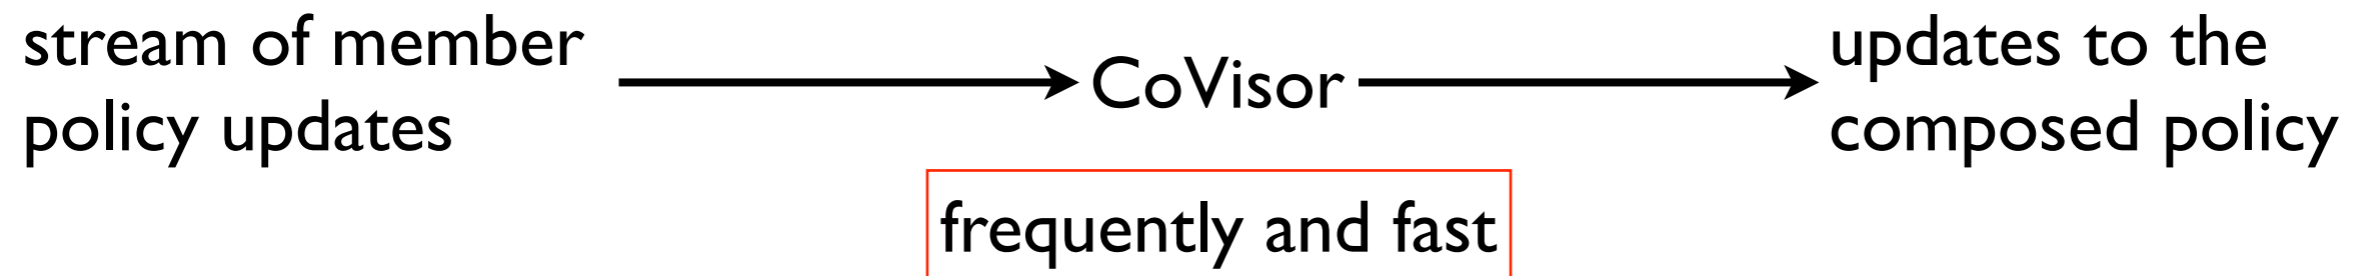 stream of member
policy updates
CoVisor
updates to the
composed policy
frequently and fast